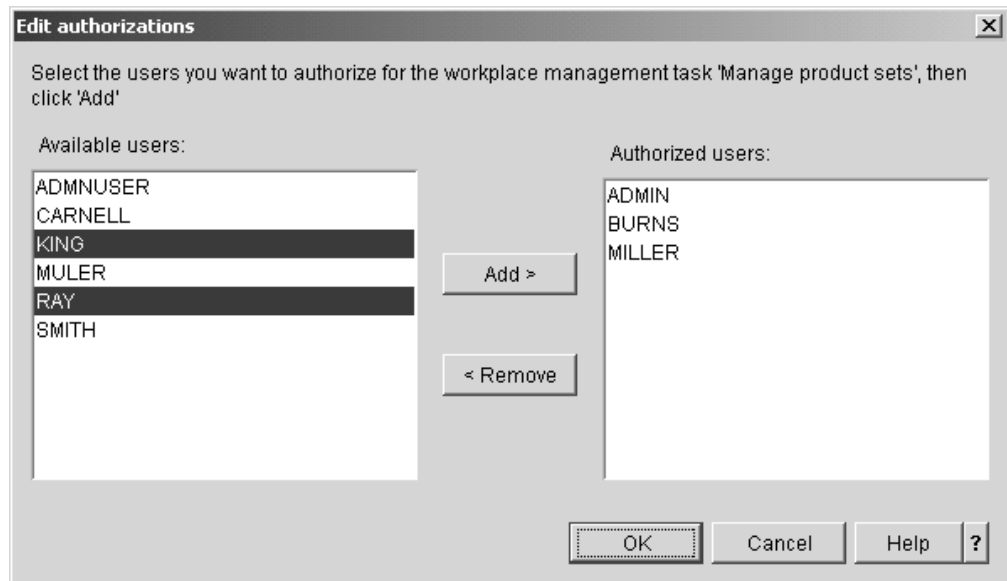 Edit authorizations
Select the users you want to authorize for the workplace management task 'Manage product sets', then
click 'Add'
Available users:
ADMNUSER
CARNELL
KING
MULER
RAY
SMITH
Add >
< Remove
Authorized users:
ADMIN
BURNS
MILLER
OK
Cancel
Help
?